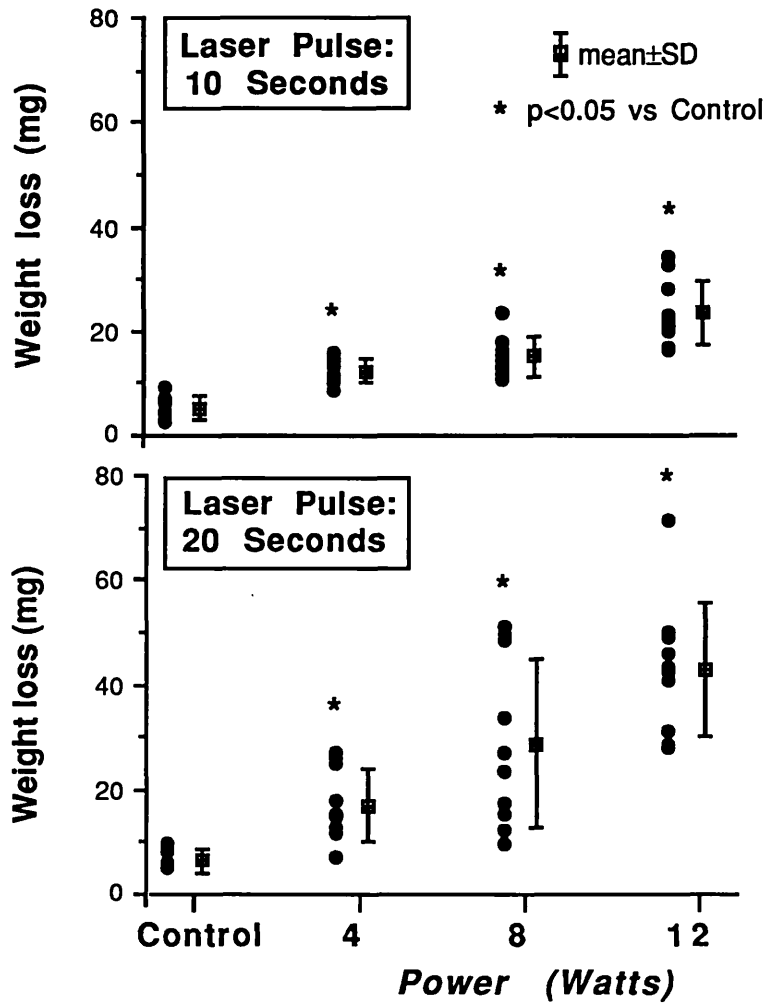 80
60
40
20
0
Weight loss (mg)
Laser Pulse:
10 Seconds
mean±SD
* p<0.05 vs Control
*
*
*
80
60
40
20
0
Weight loss (mg)
Laser Pulse:
20 Seconds
*
*
*
Control 4 8 12
Power (Watts)